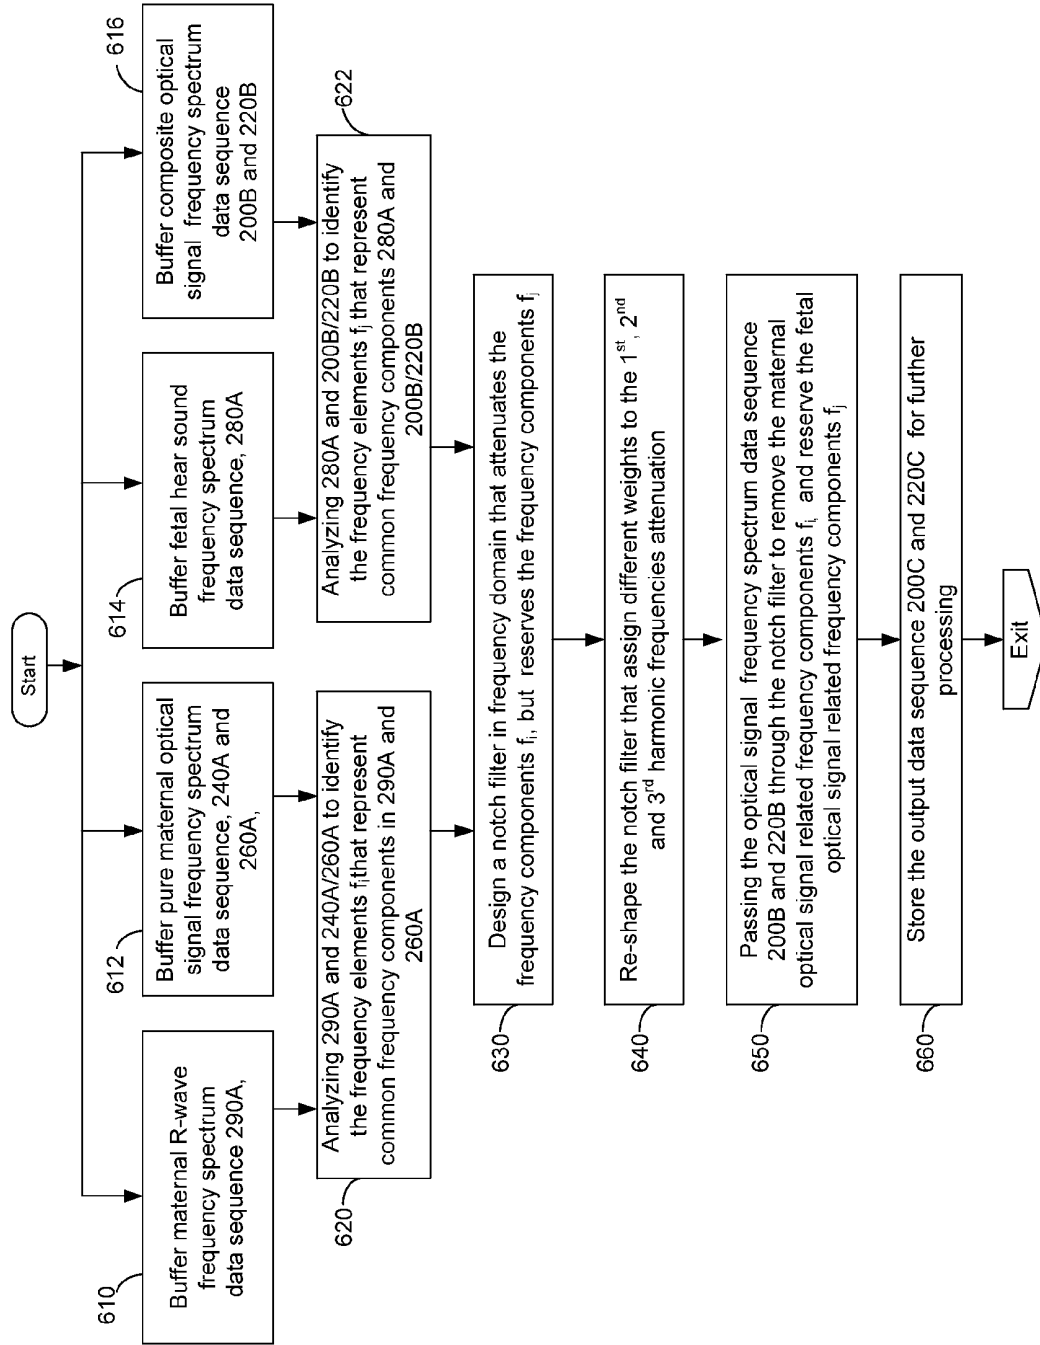 Start
610
Buffer maternal R-wave
frequency spectrum
data sequence 290A,
612
Buffer pure maternal optical
signal frequency spectrum
data sequence, 240A and
260A,
614
Buffer fetal hear sound
frequency spectrum
data sequence, 280A
616
Buffer composite optical
signal frequency spectrum
data sequence
200B and 220B
620
Analyzing 290A and 240A/260A to identify
the frequency elements fi that represent
common frequency components in 290A and
260A
622
Analyzing 280A and 200B/220B to identify
the frequency elements fj that represent
common frequency components 280A and
200B/220B
630
Design a notch filter in frequency domain that attenuates the
frequency components fi, but reserves the frequency components fj
640
Re-shape the notch filter that assign different weights to the 1st, 2nd
and 3rd harmonic frequencies attenuation
650
Passing the optical signal frequency spectrum data sequence
200B and 220B through the notch filter to remove the maternal
optical signal related frequency components fi, and reserve the fetal
optical signal related frequency components fj
660
Store the output data sequence 200C and 220C for further
processing
Exit